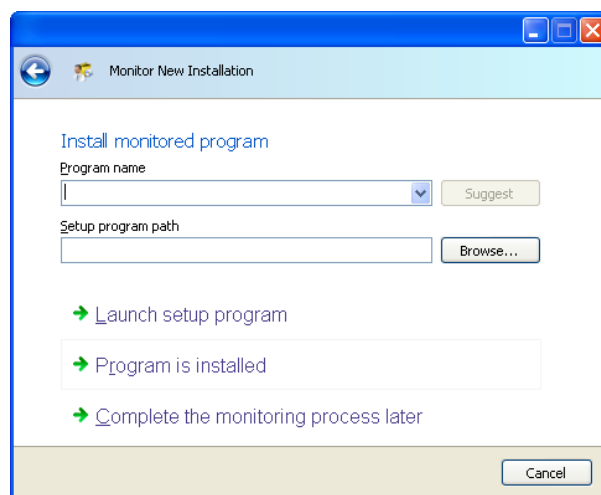 Monitor New Installation
Install monitored program
Program name
Suggest
Setup program path
Browse...
Launch setup program
Program is installed
Complete the monitoring process later
Cancel